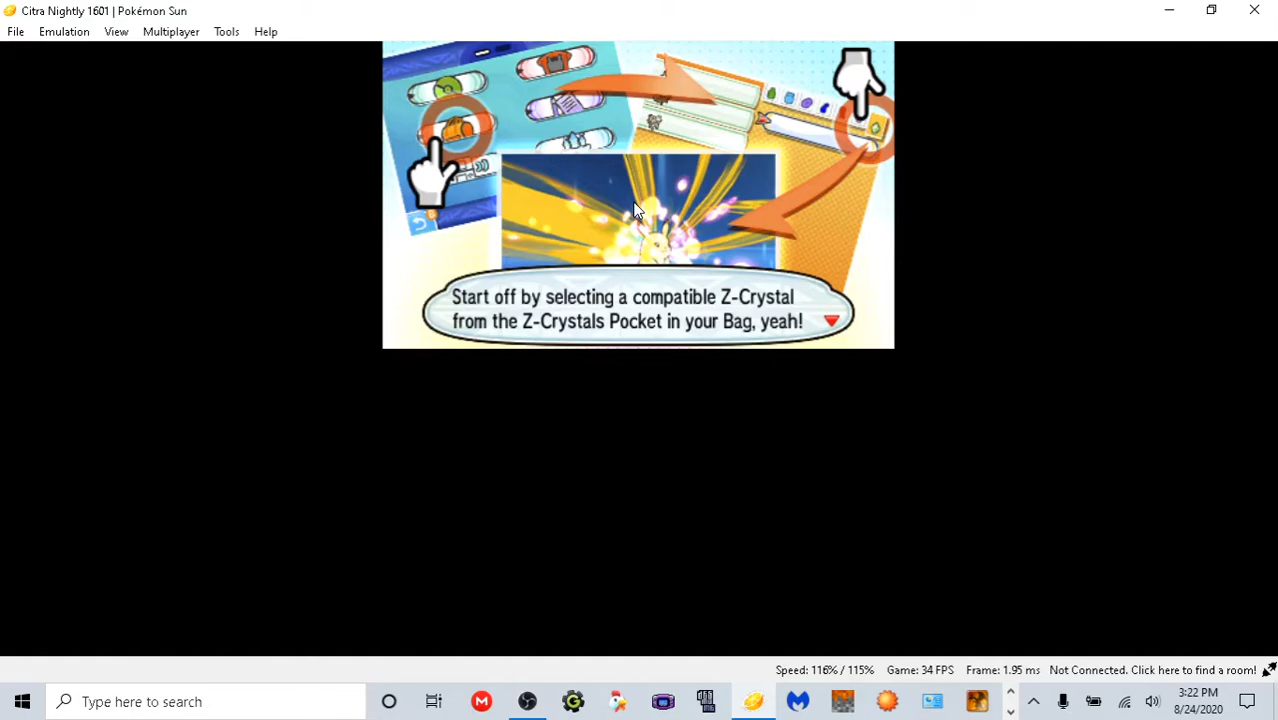 Citra Nightly 1601 | Pokémon Sun
File Emulation View Multiplayer Tools Help
Start off by selecting a compatible Z-Crystal
from the Z-Crystals Pocket in your Bag, yeah!
Speed: 116% / 115% Game: 34 FPS Frame: 1.95 ms Not Connected. Click here to find a room!
Type here to search
3:22 PM
8/24/2020